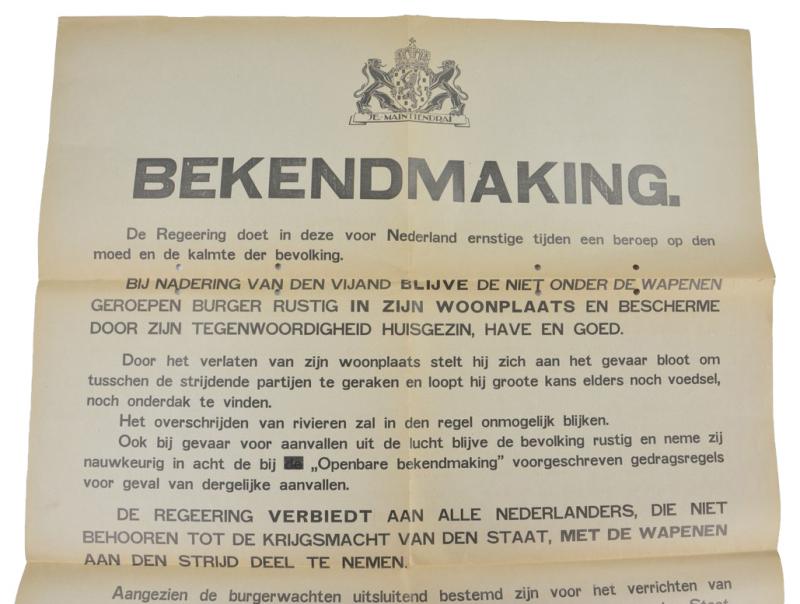 JE·MAINTIENDRAI
BEKENDMAKING.
De Regeering doet in deze voor Nederland ernstige tijden een beroep op den
moed en de kalmte der bevolking.
BIJ NADERING VAN DEN VIJAND BLIJVE DE NIET ONDER DE WAPENEN
GEROEPEN BURGER RUSTIG IN ZIJN WOONPLAATS EN BESCHERME
DOOR ZIJN TEGENWOORDIGHEID HUISGEZIN, HAVE EN GOED.
Door het verlaten van zijn woonplaats stelt hij zich aan het gevaar bloot om
tusschen de strijdende partijen te geraken en loopt hij groote kans elders noch voedsel,
noch onderdak te vinden.
Het overschrijden van rivieren zal in den regel onmogelijk blijken.
Ook bij gevaar voor aanvallen uit de lucht blijve de bevolking rustig en neme zij
nauwkeurig in acht de bij „Openbare bekendmaking” voorgeschreven gedragsregels
voor geval van dergelijke aanvallen.
DE REGEERING VERBIEDT AAN ALLE NEDERLANDERS, DIE NIET
BEHOOREN TOT DE KRIJGSMACHT VAN DEN STAAT, MET DE WAPENEN
AAN DEN STRIJD DEEL TE NEMEN.
Aangezien de burgerwachten uitsluitend bestemd zijn voor het verrichten van
Staat